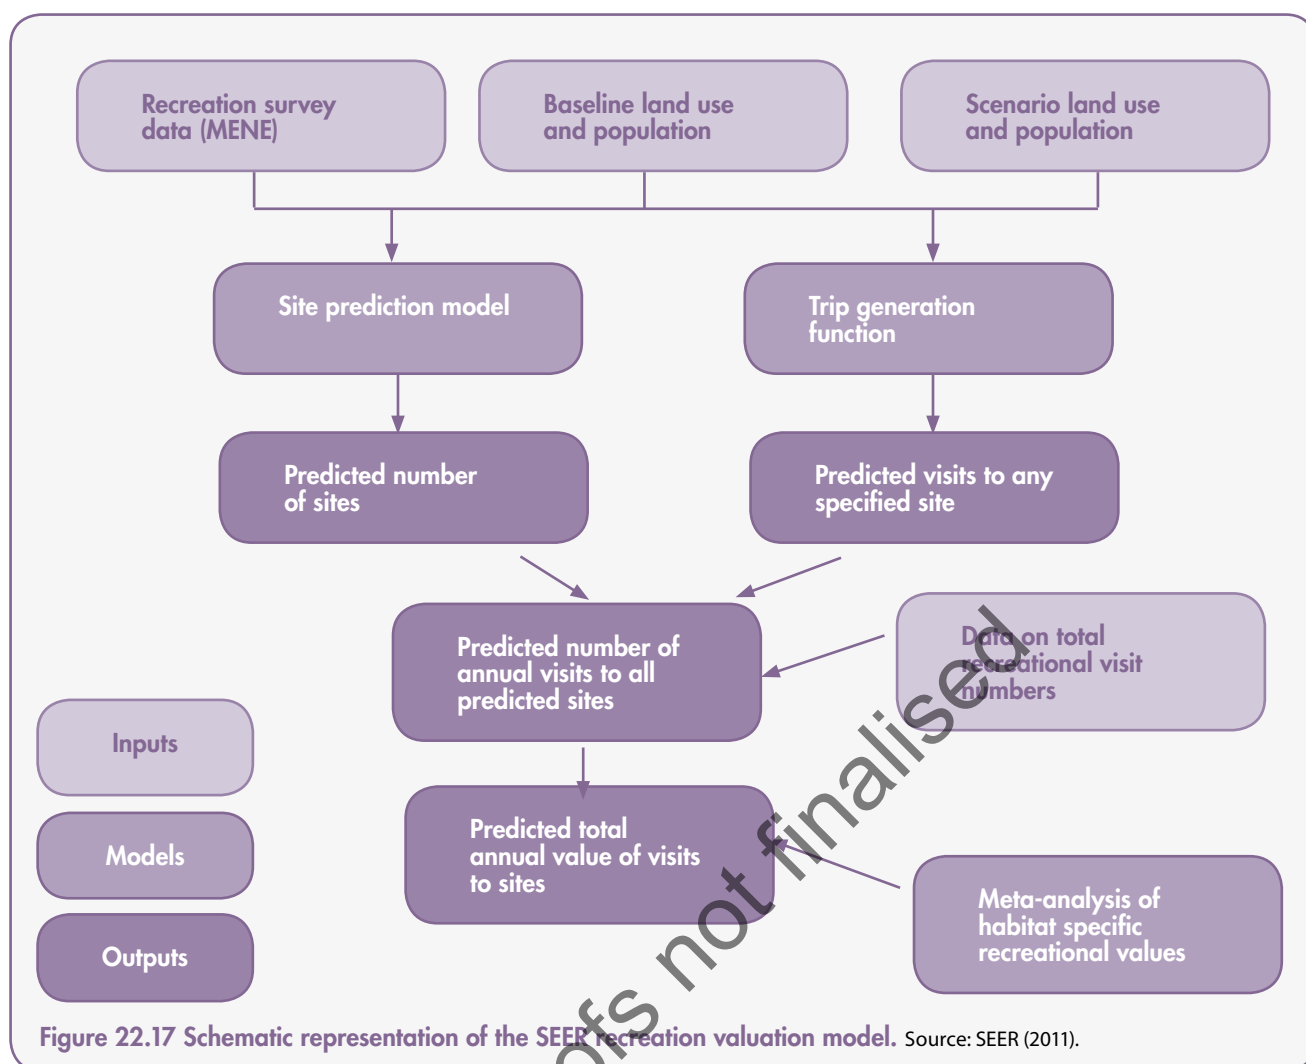 Recreation survey
data (MENE)
Baseline land use
and population
Scenario land use
and population
Site prediction model
Trip generation
function
Predicted number
of sites
Predicted visits to any
specified site
Predicted number of
annual visits to all
predicted sites
Data on total
recreational visit
numbers
Inputs
Models
Outputs
Predicted total
annual value of visits
to sites
Meta-analysis of
habitat specific
recreational values
ofs not finalised
Figure 22.17 Schematic representation of the SEER recreation valuation model. Source: SEER (2011).